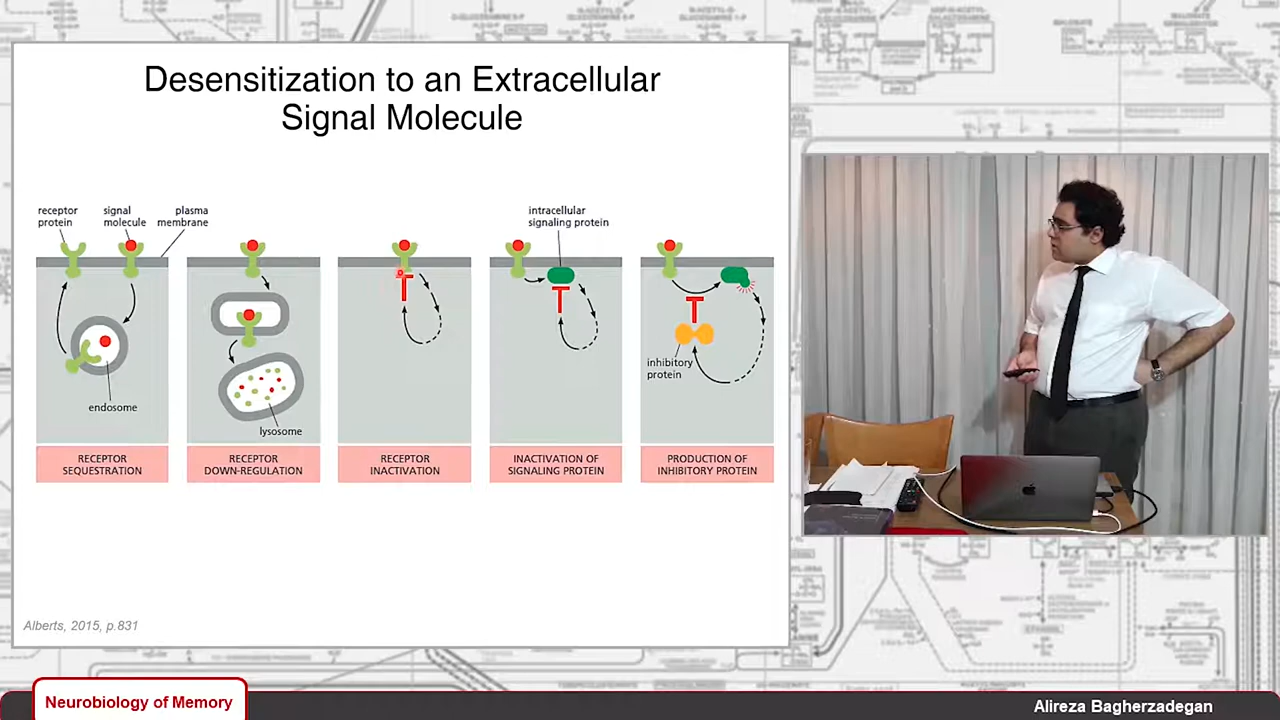 Desensitization to an Extracellular
Signal Molecule
receptor
protein
signal
molecule
plasma
membrane
intracellular
signaling protein
endosome
lysosome
inhibitory
protein
RECEPTOR
SEQUESTRATION
RECEPTOR
DOWN-REGULATION
RECEPTOR
INACTIVATION
INACTIVATION OF
SIGNALING PROTEIN
PRODUCTION OF
INHIBITORY PROTEIN
Alberts, 2015, p.831
Neurobiology of Memory
Alireza Bagherzadegan